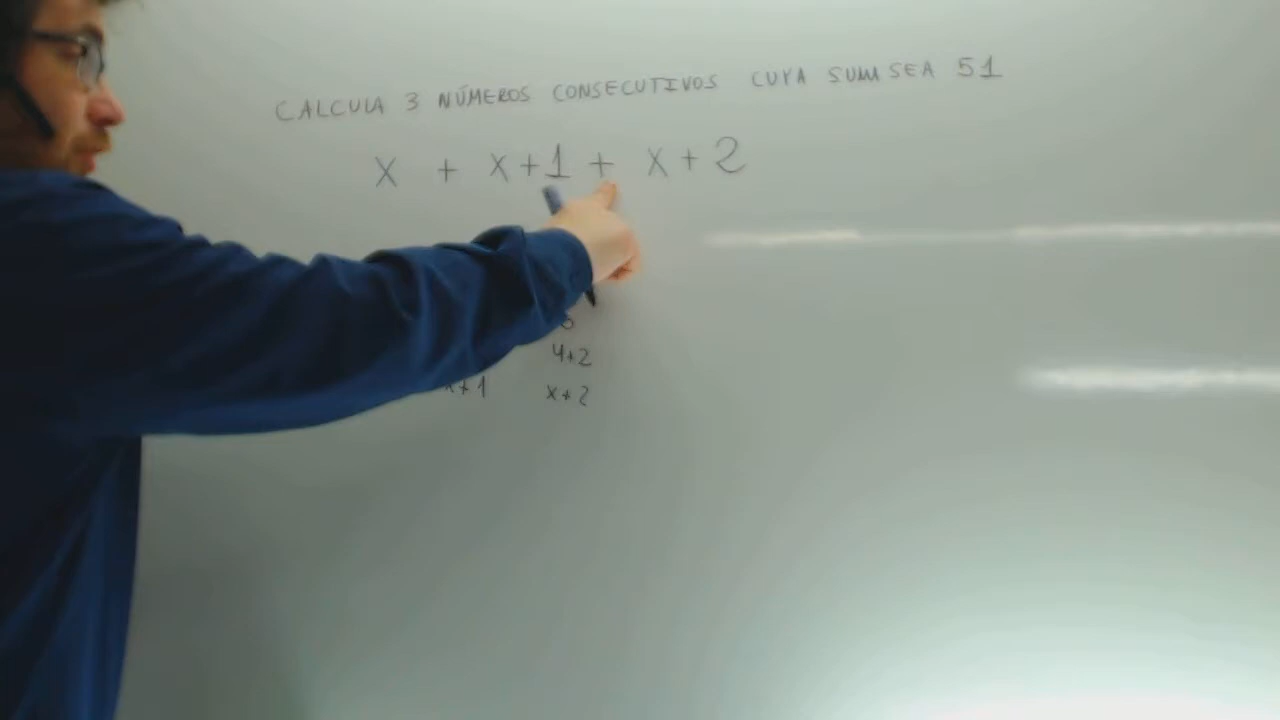 CALCULA 3 NÚMEROS CONSECUTIVOS CUYA SUMA SEA 51
x + x+1 + x+2
4+2
x+1 x+2